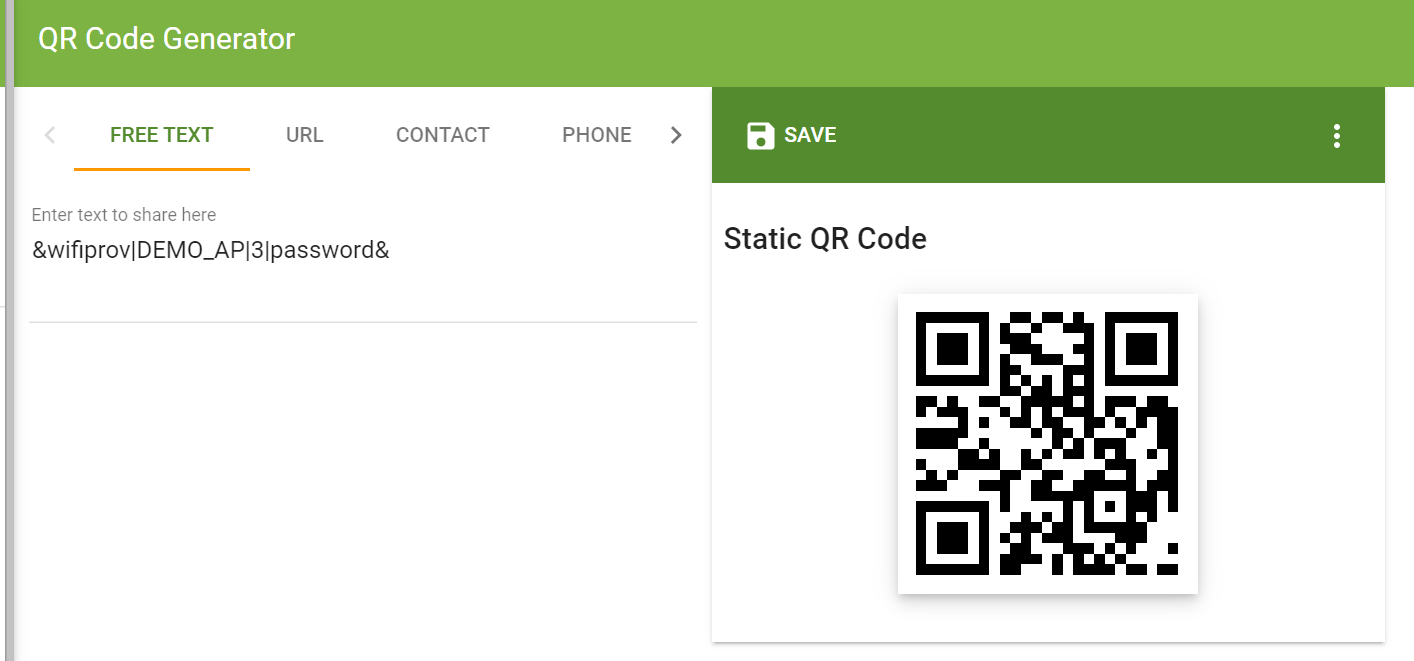 QR Code Generator
FREE TEXT URL CONTACT PHONE
Enter text to share here
&wifiprov|DEMO_AP|3|password&
SAVE
Static QR Code